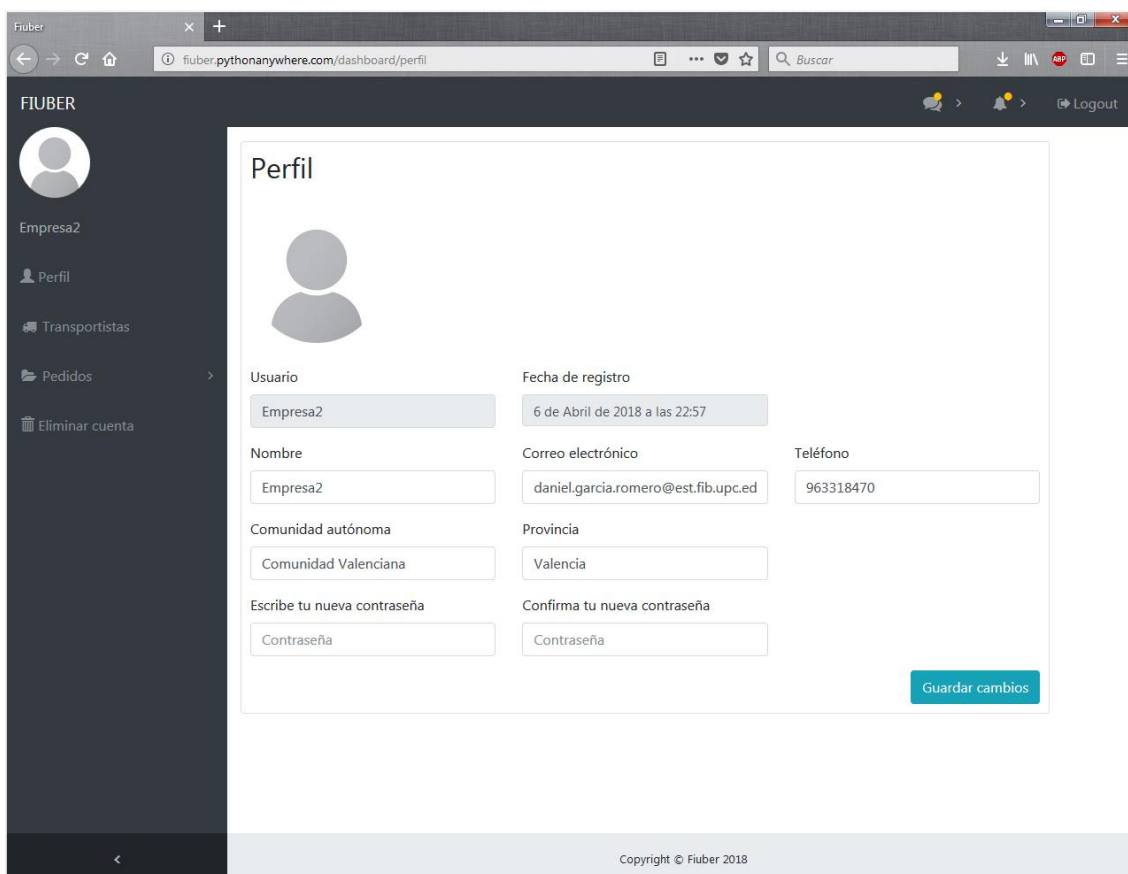 Fiuber
fiuber.pythonanywhere.com/dashboard/perfil
Buscar
ABP
FIUBER
Logout
Empresa2
Perfil
Transportistas
Pedidos
Eliminar cuenta
Perfil
Usuario Fecha de registro
Empresa2 6 de Abril de 2018 a las 22:57
Nombre Correo electrónico Teléfono
Empresa2 daniel.garcia.romero@est.fib.upc.ed 963318470
Comunidad autónoma Provincia
Comunidad Valenciana Valencia
Escribe tu nueva contraseña Confirma tu nueva contraseña
Contraseña Contraseña
Guardar cambios
Copyright © Fiuber 2018